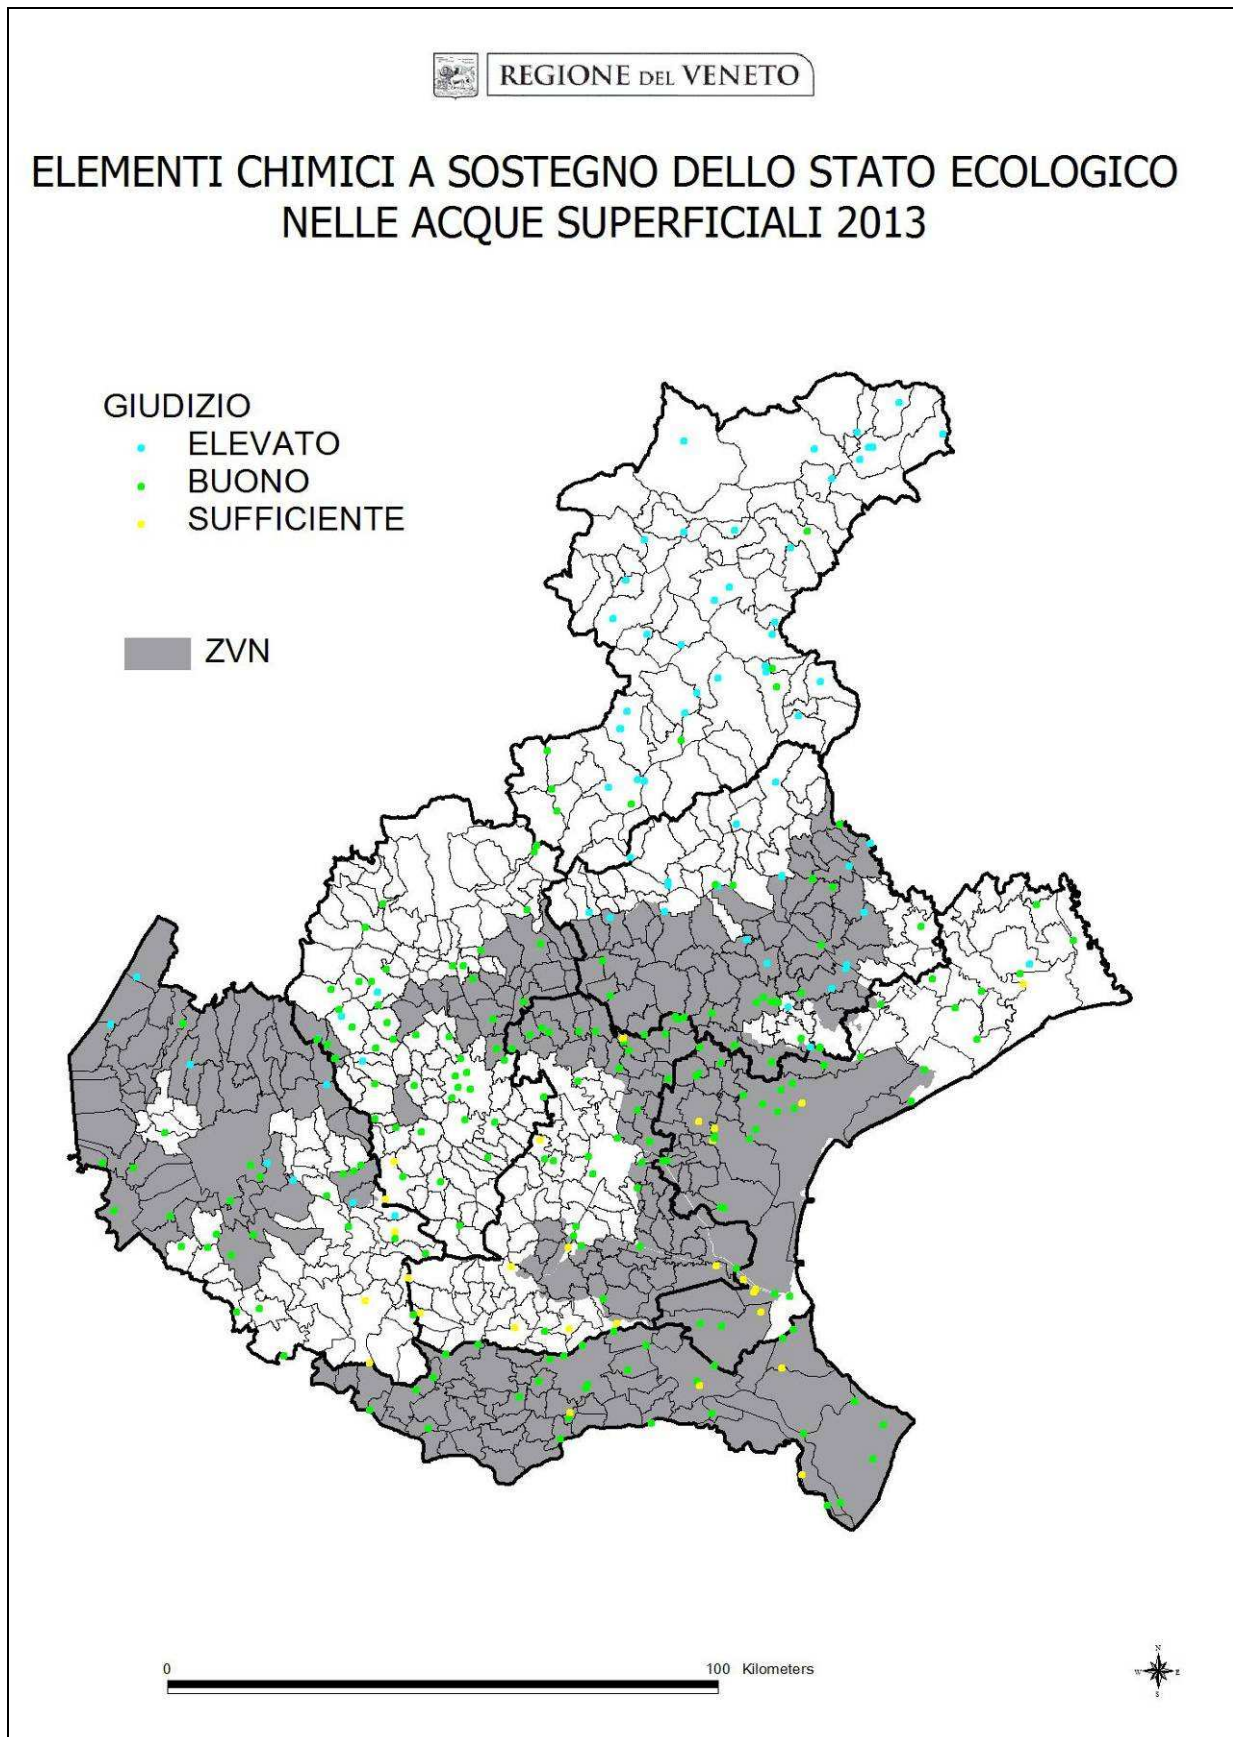 REGIONE DEL VENETO
ELEMENTI CHIMICI A SOSTEGNO DELLO STATO ECOLOGICO
NELLE ACQUE SUPERFICIALI 2013
GIUDIZIO
ELEVATO
BUONO
SUFFICIENTE
ZVN
0 100 Kilometers
N
W E
S